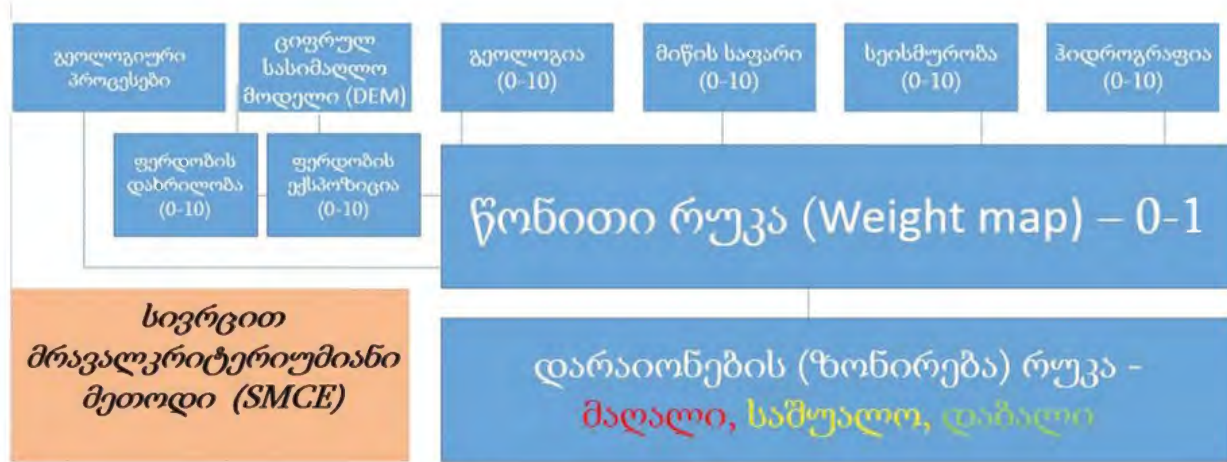 გეოლოგიური
პროცესები
ციფრულ
სასიმაღლო
მოდელი (DEM)
გეოლოგია
(0-10)
მიწის საფარი
(0-10)
სეისმურობა
(0-10)
ჰიდროგრაფია
(0-10)
ფერდობის
დახრილობა
(0-10)
ფერდობის
ექსპოზიცია
(0-10)
წონითი რუკა (Weight map) – 0-1
სივრცით
მრავალკრიტერიუმიანი
მეთოდი (SMCE)
დარაიონების (ზონირება) რუკა -
მაღალი, საშუალო, დაბალი